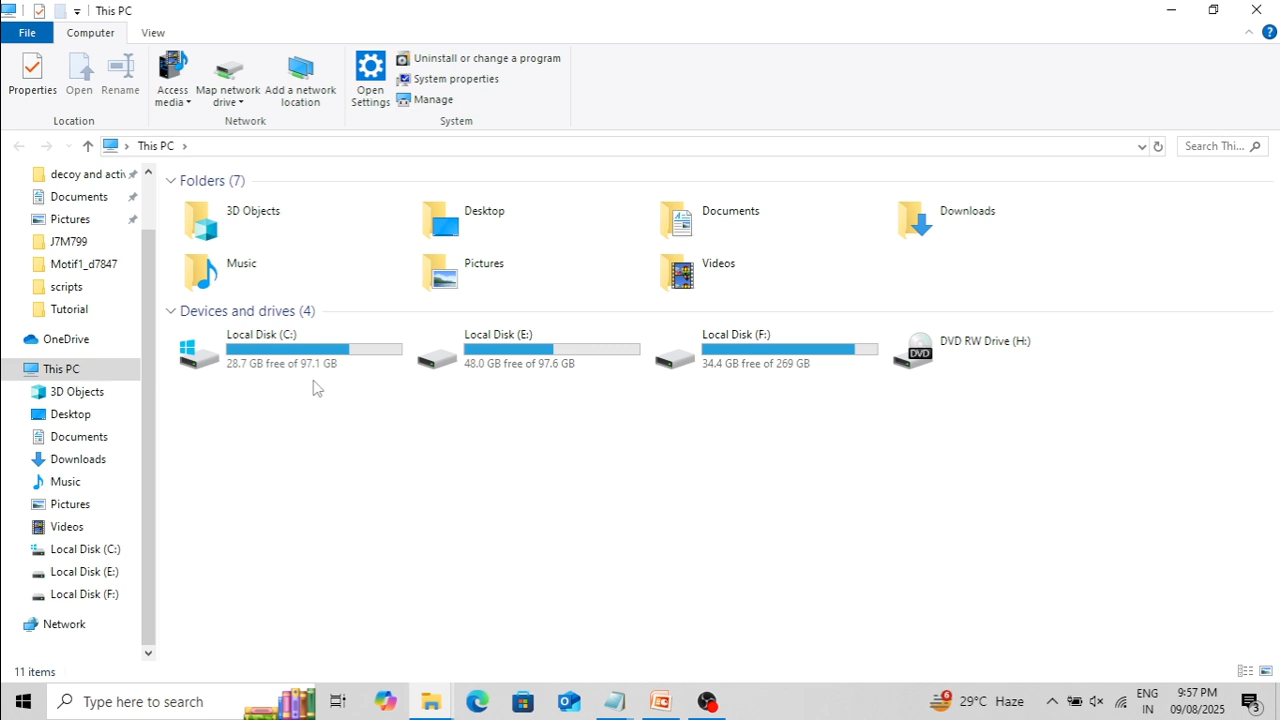 This PC
File
Computer
View
Properties
Open
Rename
Access media
Map network drive
Add a network location
Open Settings
Uninstall or change a program
System properties
Manage
Location
Network
System
This PC
Search Thi...
decoy and activ
Documents
Pictures
J7M799
Motif1_d7847
scripts
Tutorial
OneDrive
This PC
3D Objects
Desktop
Documents
Downloads
Music
Pictures
Videos
Local Disk (C:)
Local Disk (E:)
Local Disk (F:)
Network
Folders (7)
3D Objects
Desktop
Documents
Downloads
Music
Pictures
Videos
Devices and drives (4)
Local Disk (C:)
28.7 GB free of 97.1 GB
Local Disk (E:)
48.0 GB free of 97.6 GB
Local Disk (F:)
34.4 GB free of 269 GB
DVD
DVD RW Drive (H:)
11 items
Type here to search
6
29°C Haze
ENG
IN
9:57 PM
09/08/2025
3